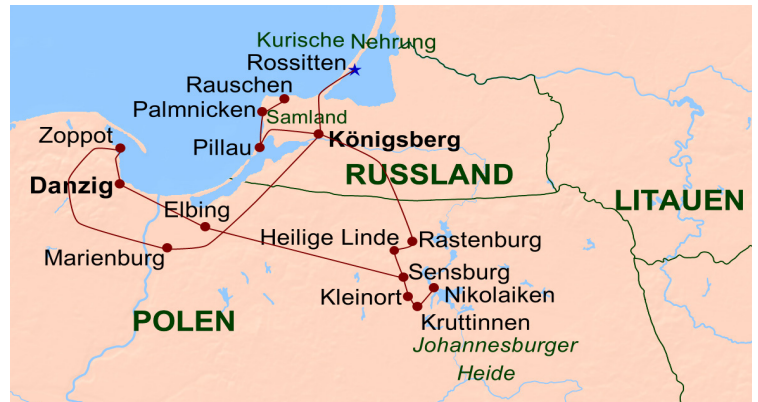 Kurische Nehrung
Rossitten
Rauschen
Palmnicken
Samland
Zoppot
Pillau
Königsberg
RUSSLAND
Danzig
LITAUEN
Elbing
Heilige Linde
Rastenburg
Marienburg
Sensburg
Kleinort
Nikolaiken
POLEN
Kruttinnen
Johannesburger
Heide